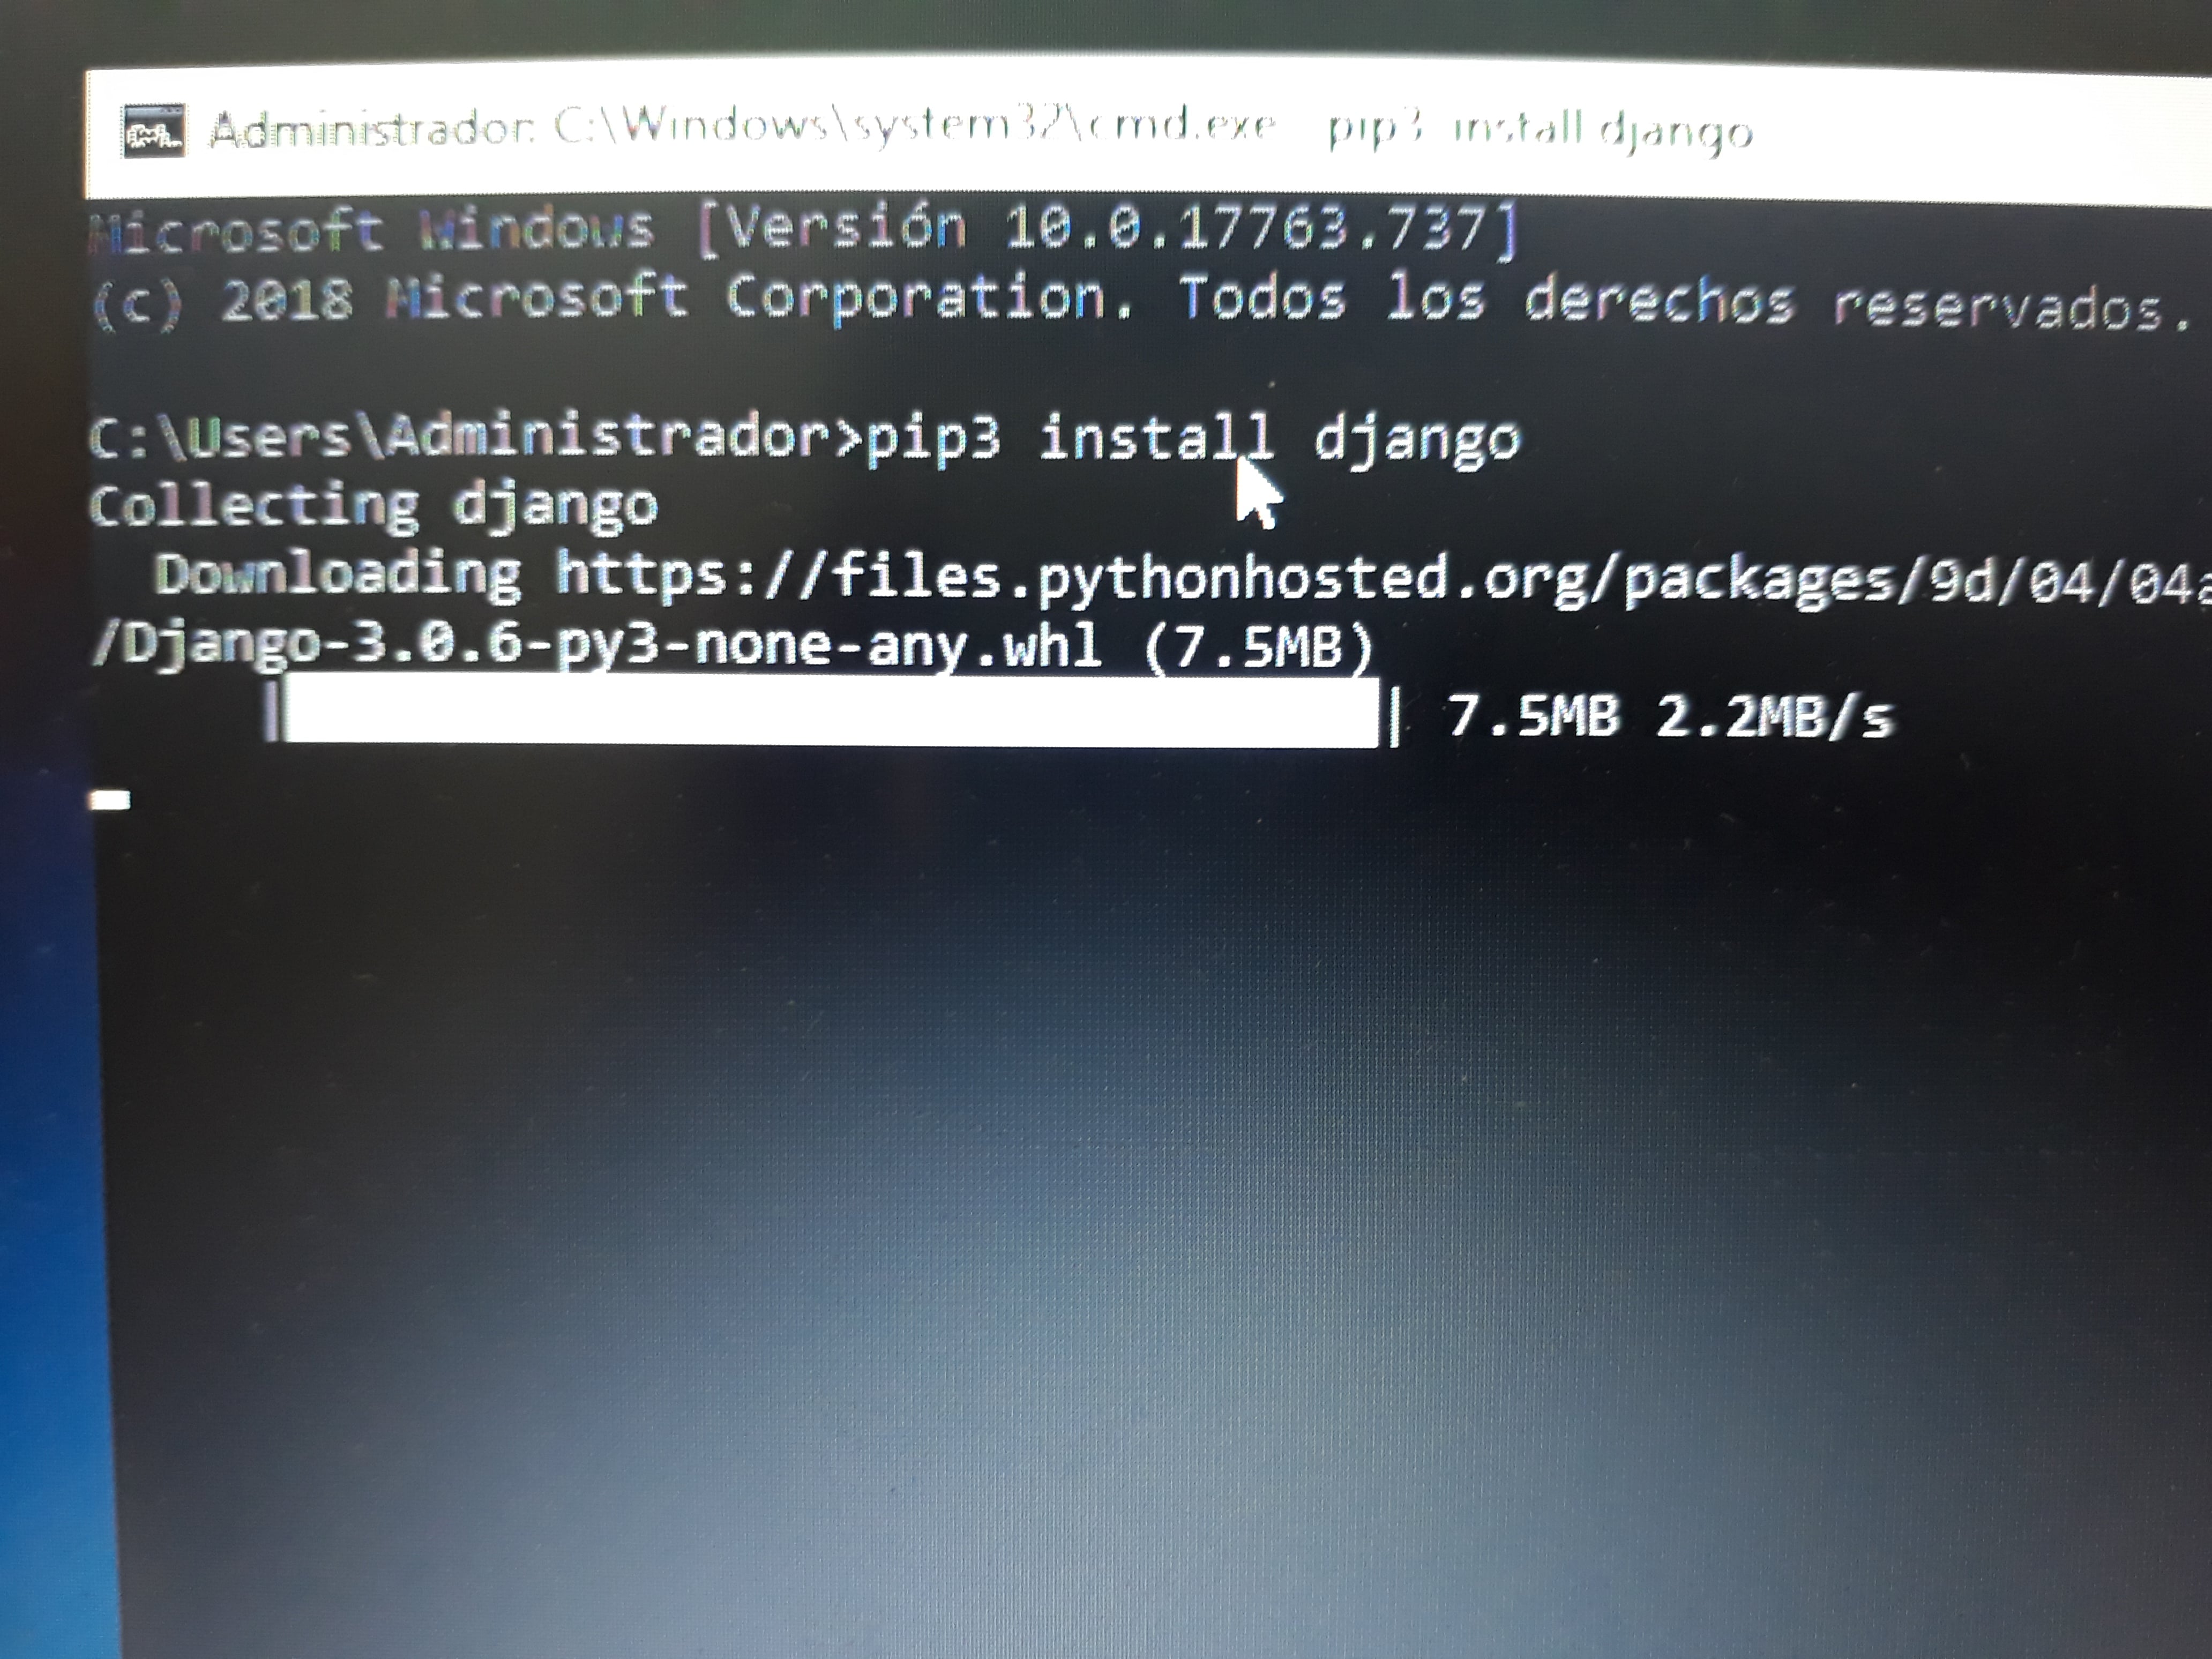 Administrador: C:\Windows\system32\cmd.exe pip3 install django
Microsoft Windows [Versión 10.0.17763.737]
(c) 2018 Microsoft Corporation. Todos los derechos reservados.
C:\Users\Administrador>pip3 install django
Collecting django
Downloading https://files.pythonhosted.org/packages/9d/04/04a
/Django-3.0.6-py3-none-any.whl (7.5MB)
| | 7.5MB 2.2MB/s